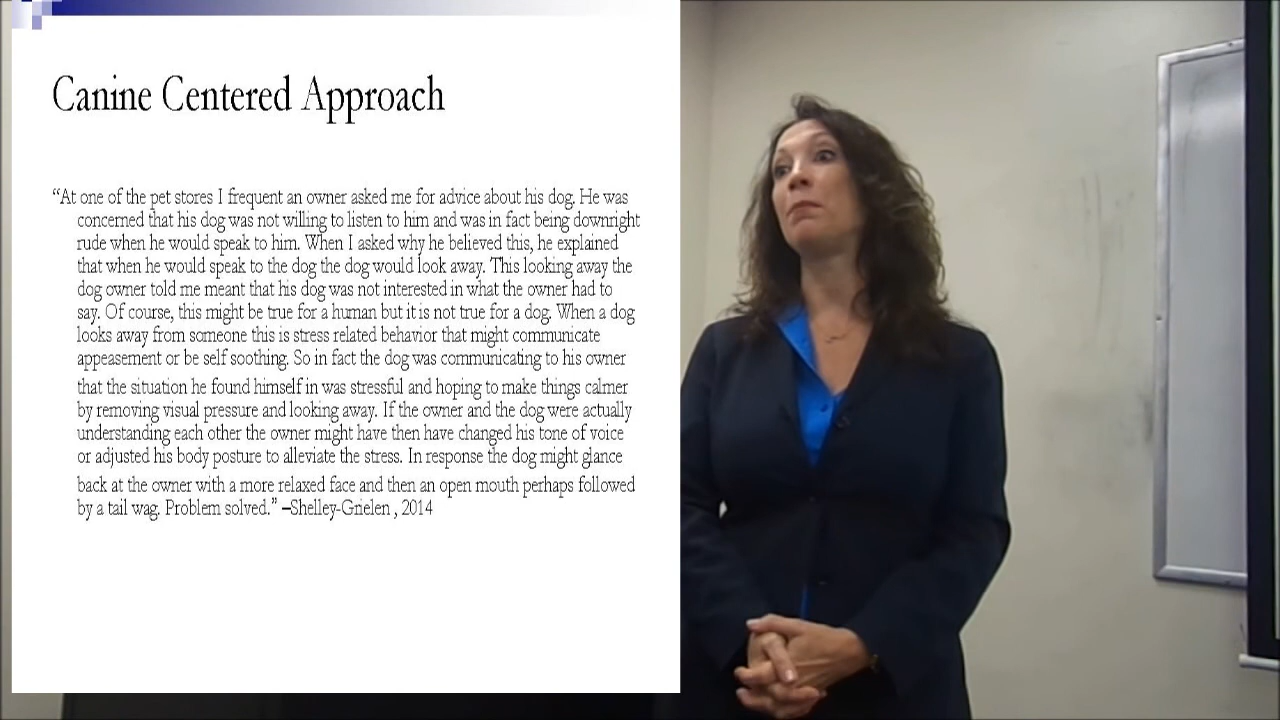 Canine Centered Approach
“At one of the pet stores I frequent an owner asked me for advice about his dog. He was
concerned that his dog was not willing to listen to him and was in fact being downright
rude when he would speak to him. When I asked why he believed this, he explained
that when he would speak to the dog the dog would look away. This looking away the
dog owner told me meant that his dog was not interested in what the owner had to
say. Of course, this might be true for a human but it is not true for a dog. When a dog
looks away from someone this is stress related behavior that might communicate
appeasement or be self soothing. So in fact the dog was communicating to his owner
that the situation he found himself in was stressful and hoping to make things calmer
by removing visual pressure and looking away. If the owner and the dog were actually
understanding each other the owner might have then have changed his tone of voice
or adjusted his body posture to alleviate the stress. In response the dog might glance
back at the owner with a more relaxed face and then an open mouth perhaps followed
by a tail wag. Problem solved.” –Shelley-Grielen , 2014